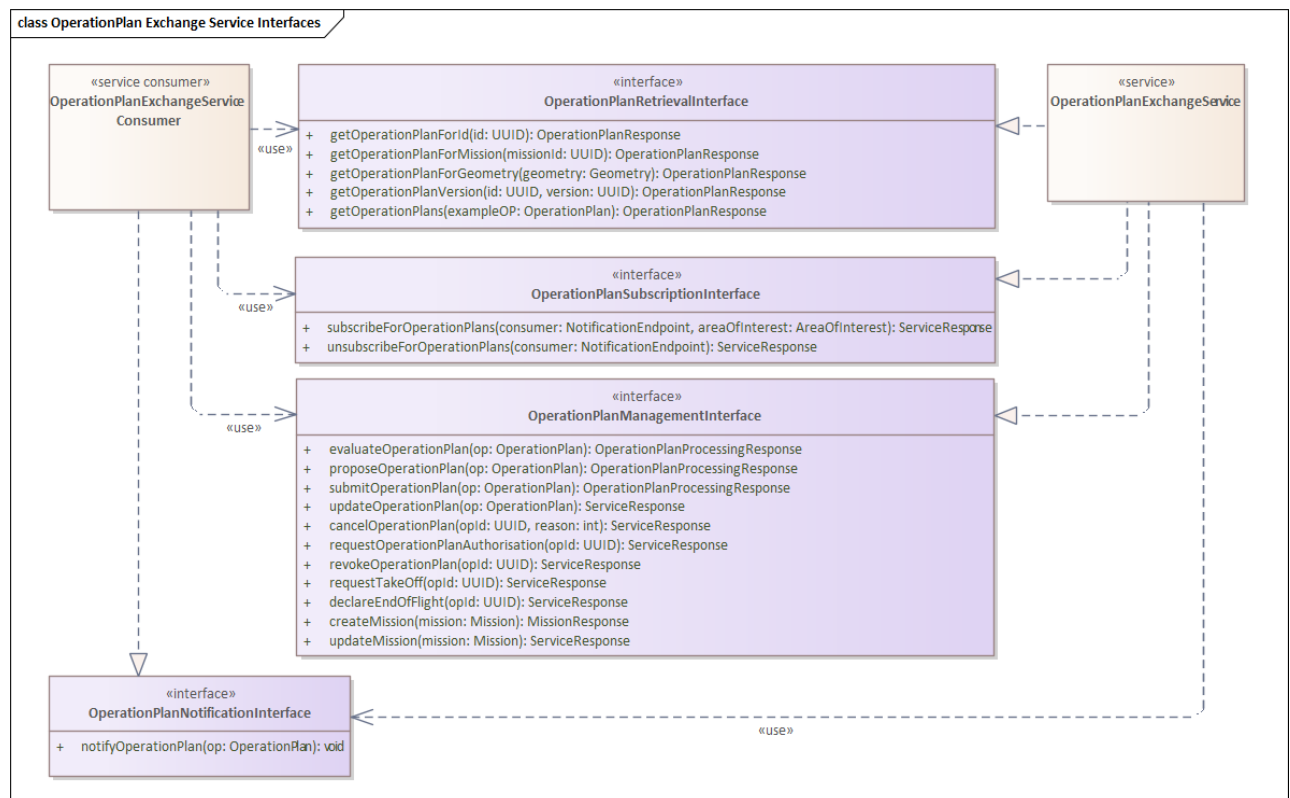 class OperationPlan Exchange Service Interfaces
«service consumer»
OperationPlanExchangeService
Consumer
«use»
«interface»
OperationPlanRetrievalInterface
+ getOperationPlanForId(id: UUID): OperationPlanResponse
+ getOperationPlanForMission(missionId: UUID): OperationPlanResponse
+ getOperationPlanForGeometry(geometry: Geometry): OperationPlanResponse
+ getOperationPlanVersion(id: UUID, version: UUID): OperationPlanResponse
+ getOperationPlans(exampleOP: OperationPlan): OperationPlanResponse
«service»
OperationPlanExchangeService
«use»
«interface»
OperationPlanSubscriptionInterface
+ subscribeForOperationPlans(consumer: NotificationEndpoint, areaOfInterest: AreaOfInterest): ServiceResponse
+ unsubscribeForOperationPlans(consumer: NotificationEndpoint): ServiceResponse
«use»
«interface»
OperationPlanManagementInterface
+ evaluateOperationPlan(op: OperationPlan): OperationPlanProcessingResponse
+ proposeOperationPlan(op: OperationPlan): OperationPlanProcessingResponse
+ submitOperationPlan(op: OperationPlan): OperationPlanProcessingResponse
+ updateOperationPlan(op: OperationPlan): ServiceResponse
+ cancelOperationPlan(opId: UUID, reason: int): ServiceResponse
+ requestOperationPlanAuthorisation(opId: UUID): ServiceResponse
+ revokeOperationPlan(opId: UUID): ServiceResponse
+ requestTakeOff(opId: UUID): ServiceResponse
+ declareEndOfFlight(opId: UUID): ServiceResponse
+ createMission(mission: Mission): MissionResponse
+ updateMission(mission: Mission): ServiceResponse
«interface»
OperationPlanNotificationInterface
+ notifyOperationPlan(op: OperationPlan): void
«use»